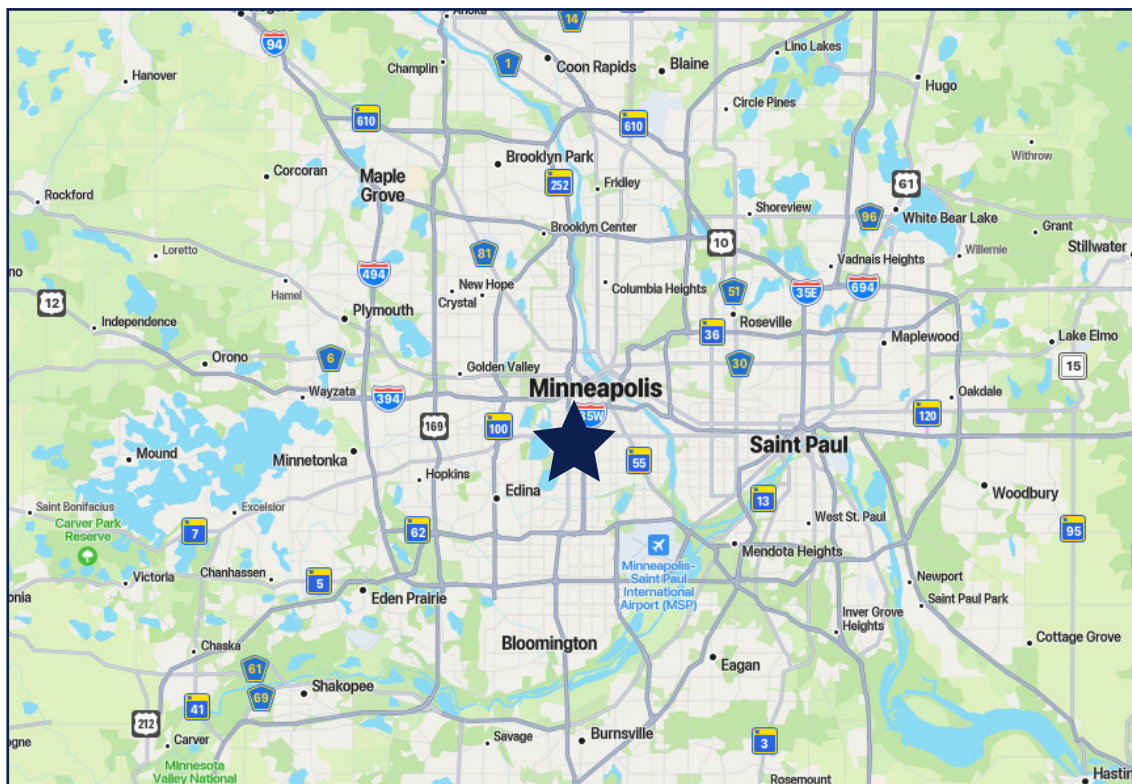 Rogers
Anoka
14
94
Champlin
1
Coon Rapids
Blaine
Lino Lakes
Hanover
Hugo
Circle Pines
610
610
Withrow
Corcoran
Maple
Grove
Brooklyn Park
252
Fridley
61
Rockford
Shoreview
96
White Bear Lake
Grant
Brooklyn Center
10
Stillwater
Loretto
81
Willernie
Vadnais Heights
494
New Hope
Columbia Heights
51
35E
694
Hamel
Crystal
12
Plymouth
Roseville
Independence
36
Maplewood
Lake Elmo
Orono
6
30
15
Golden Valley
Minneapolis
Wayzata
394
Oakdale
169
100
35W
120
Mound
Minnetonka
Saint Paul
55
Hopkins
Edina
13
Woodbury
Saint Bonifacius
Excelsior
Carver Park
Reserve
7
62
West St. Paul
95
Mendota Heights
Minneapolis-
Saint Paul
International
Airport (MSP)
Victoria
Chanhassen
5
Newport
onia
Eden Prairie
Saint Paul Park
Inver Grove
Heights
Chaska
Bloomington
Cottage Grove
61
69
Shakopee
Eagan
41
212
Carver
Savage
Burnsville
3
ogne
Minnesota
Valley National
Rosemount
Hastin